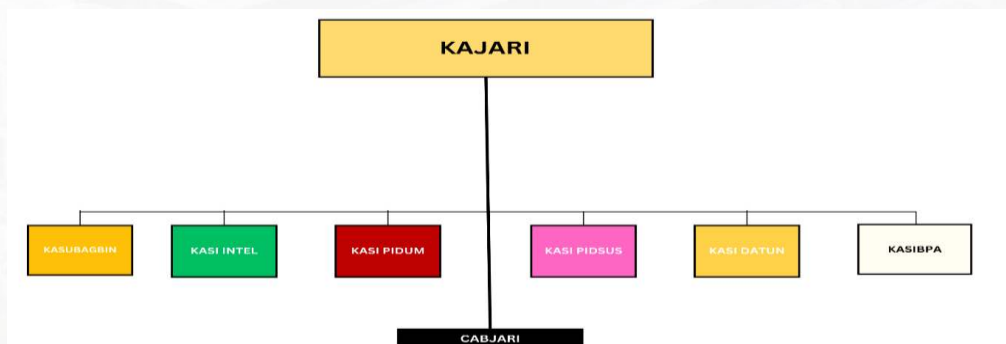 KAJARI
KASUBAGBIN
KASI INTEL
KASI PIDUM
KASI PIDSUS
KASI DATUN
KASIBPA
CABJARI